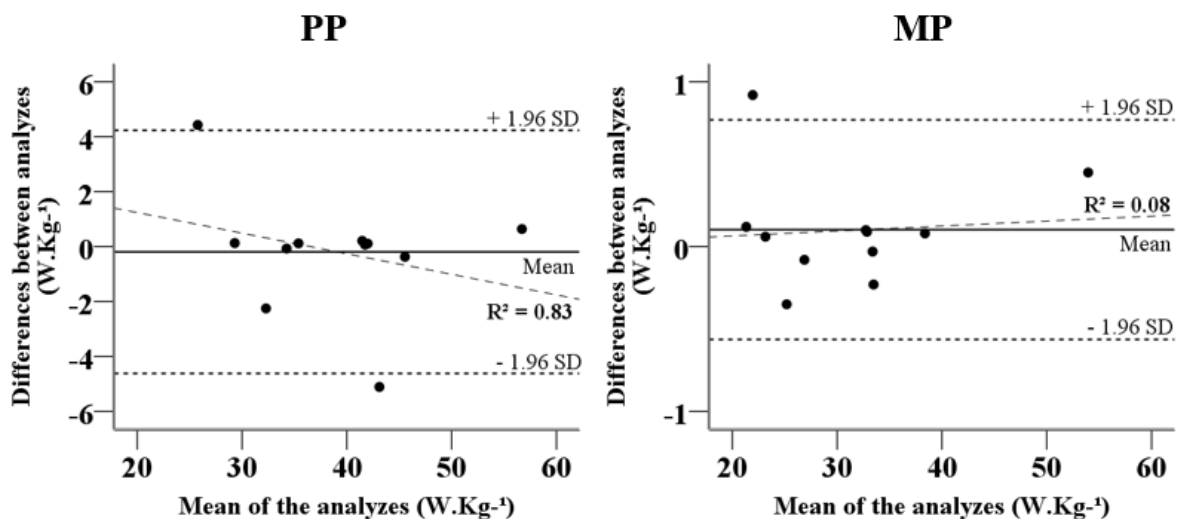 PP
Differences between analyzes
(W.Kg-¹)
6
4
2
0
-2
-4
-6
+ 1.96 SD
Mean
R² = 0.83
- 1.96 SD
20 30 40 50 60
Mean of the analyzes (W.Kg-¹)
MP
Differences between analyzes
(W.Kg-¹)
1
0
-1
+ 1.96 SD
R² = 0.08
Mean
- 1.96 SD
20 30 40 50 60
Mean of the analyzes (W.Kg-¹)